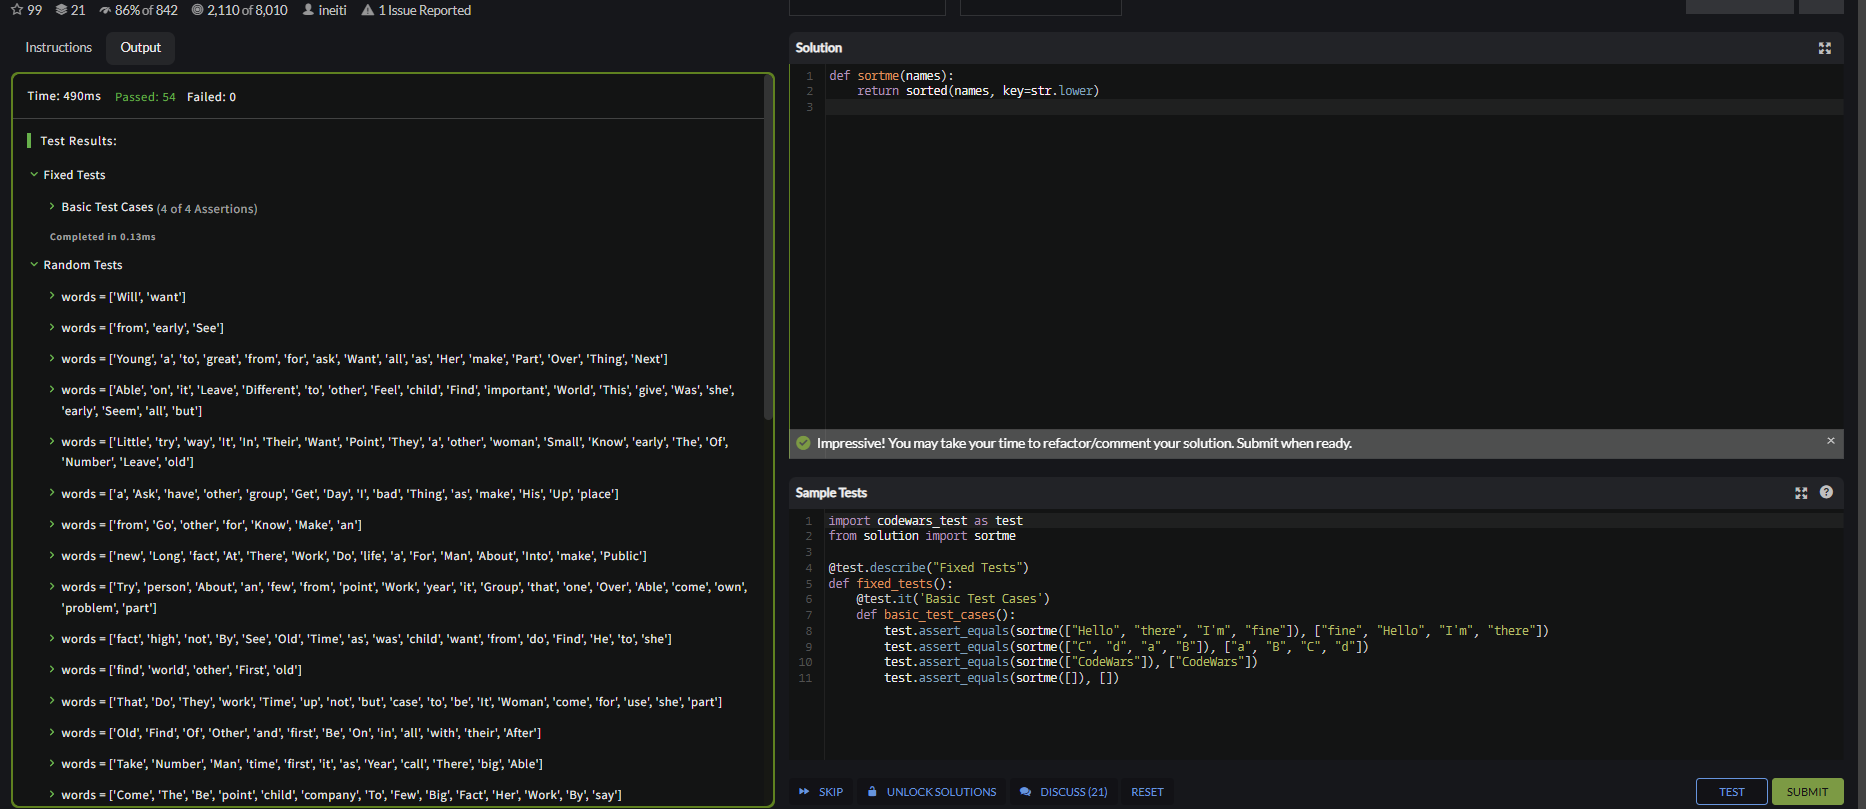 99 21 86% of 842 2,110 of 8,010 ineiti 1 Issue Reported
Instructions Output
Time: 490ms Passed: 54 Failed: 0
Test Results:
Fixed Tests
Basic Test Cases (4 of 4 Assertions)
Completed in 0.13ms
Random Tests
words = ['Will', 'want']
words = ['from', 'early', 'See']
words = ['Young', 'a', 'to', 'great', 'from', 'for', 'ask', 'Want', 'all', 'as', 'Her', 'make', 'Part', 'Over', 'Thing', 'Next']
words = ['Able', 'on', 'it', 'Leave', 'Different', 'to', 'other', 'Feel', 'child', 'Find', 'important', 'World', 'This', 'give', 'Was', 'she',
'early', 'Seem', 'all', 'but']
words = ['Little', 'try', 'way', 'It', 'In', 'Their', 'Want', 'Point', 'They', 'a', 'other', 'woman', 'Small', 'Know', 'early', 'The', 'Of',
'Number', 'Leave', 'old']
words = ['a', 'Ask', 'have', 'other', 'group', 'Get', 'Day', 'I', 'bad', 'Thing', 'as', 'make', 'His', 'Up', 'place']
words = ['from', 'Go', 'other', 'for', 'Know', 'Make', 'an']
words = ['new', 'Long', 'fact', 'At', 'There', 'Work', 'Do', 'life', 'a', 'For', 'Man', 'About', 'Into', 'make', 'Public']
words = ['Try', 'person', 'About', 'an', 'few', 'from', 'point', 'Work', 'year', 'it', 'Group', 'that', 'one', 'Over', 'Able', 'come', 'own',
'problem', 'part']
words = ['fact', 'high', 'not', 'By', 'See', 'Old', 'Time', 'as', 'was', 'child', 'want', 'from', 'do', 'Find', 'He', 'to', 'she']
words = ['find', 'world', 'other', 'First', 'old']
words = ['That', 'Do', 'They', 'work', 'Time', 'up', 'not', 'but', 'case', 'to', 'be', 'It', 'Woman', 'come', 'for', 'use', 'she', 'part']
words = ['Old', 'Find', 'Of', 'Other', 'and', 'first', 'Be', 'On', 'in', 'all', 'with', 'their', 'After']
words = ['Take', 'Number', 'Man', 'time', 'first', 'it', 'as', 'Year', 'call', 'There', 'big', 'Able']
words = ['Come', 'The', 'Be', 'point', 'child', 'company', 'To', 'Few', 'Big', 'Fact', 'Her', 'Work', 'By', 'say']
Solution
1 def sortme(names):
2     return sorted(names, key=str.lower)
3
Impressive! You may take your time to refactor/comment your solution. Submit when ready. ×
Sample Tests ?
1 import codewars_test as test
2 from solution import sortme
3
4 @test.describe("Fixed Tests")
5 def fixed_tests():
6     @test.it('Basic Test Cases')
7     def basic_test_cases():
8         test.assert_equals(sortme(["Hello", "there", "I'm", "fine"]), ["fine", "Hello", "I'm", "there"])
9         test.assert_equals(sortme(["C", "d", "a", "B"]), ["a", "B", "C", "d"])
10         test.assert_equals(sortme(["CodeWars"]), ["CodeWars"])
11         test.assert_equals(sortme([]), [])
SKIP UNLOCK SOLUTIONS DISCUSS (21) RESET TEST SUBMIT